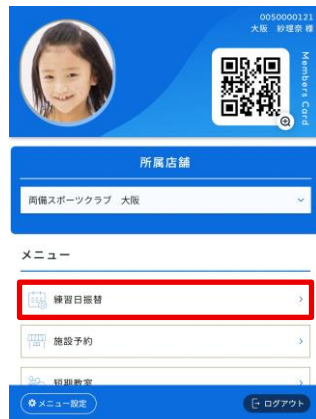 0050000121
大阪 紗理奈 様
Members Card
所属店舗
両備スポーツクラブ 大阪
メニュー
練習日振替
施設予約
短期教室
メニュー設定
ログアウト